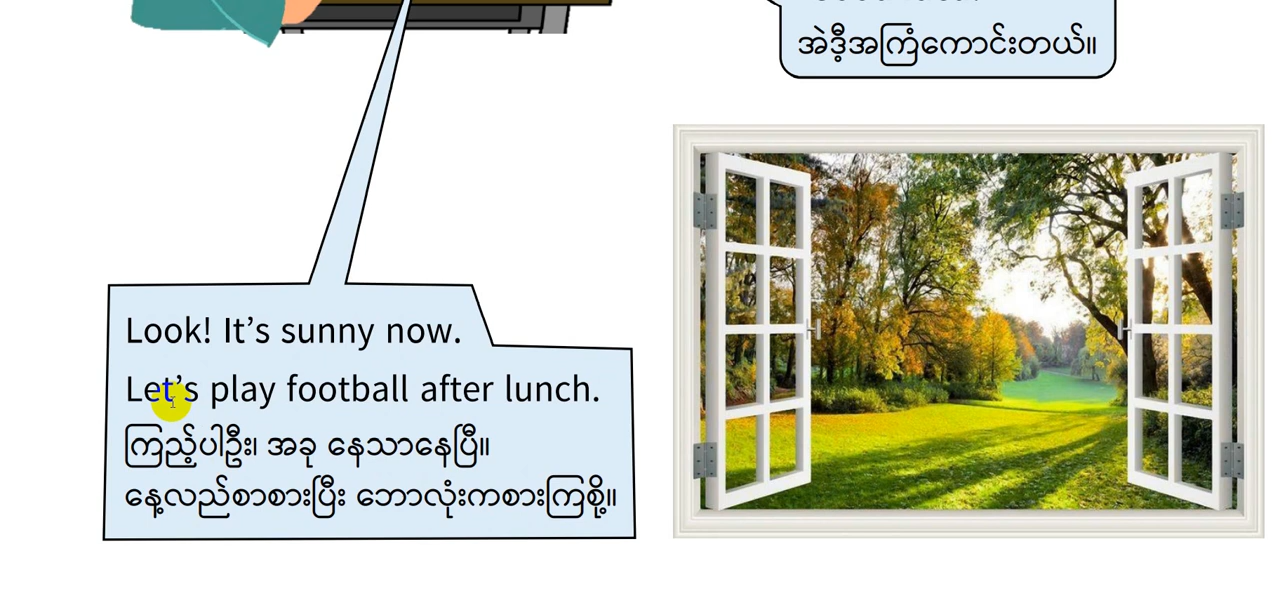 အဲဒီ့အကြံကောင်းတယ်။
Look! It’s sunny now.
Let’s play football after lunch.
ကြည့်ပါဦး၊ အခု နေသာနေပြီ။
နေ့လည်စာစားပြီး ဘောလုံးကစားကြစို့။